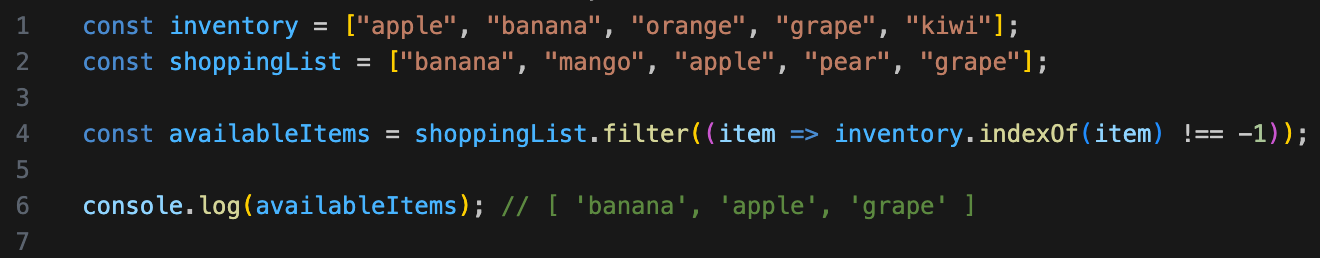 1 const inventory = ["apple", "banana", "orange", "grape", "kiwi"];
2 const shoppingList = ["banana", "mango", "apple", "pear", "grape"];
3
4 const availableItems = shoppingList.filter((item => inventory.indexOf(item) !== -1));
5
6 console.log(availableItems); // [ 'banana', 'apple', 'grape' ]
7